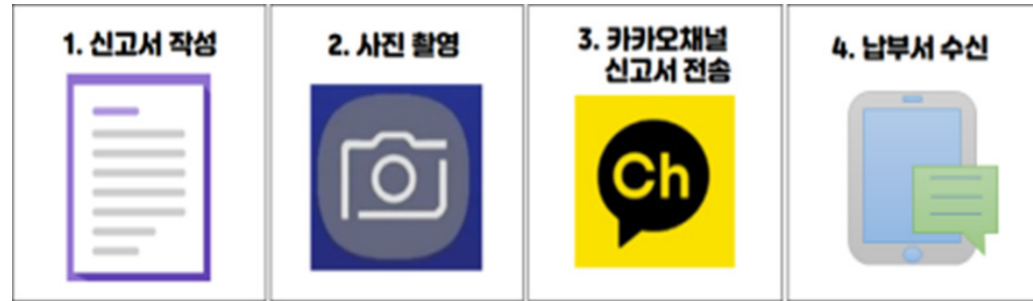 1. 신고서 작성
2. 사진 촬영
3. 카카오채널
신고서 전송
Ch
4. 납부서 수신